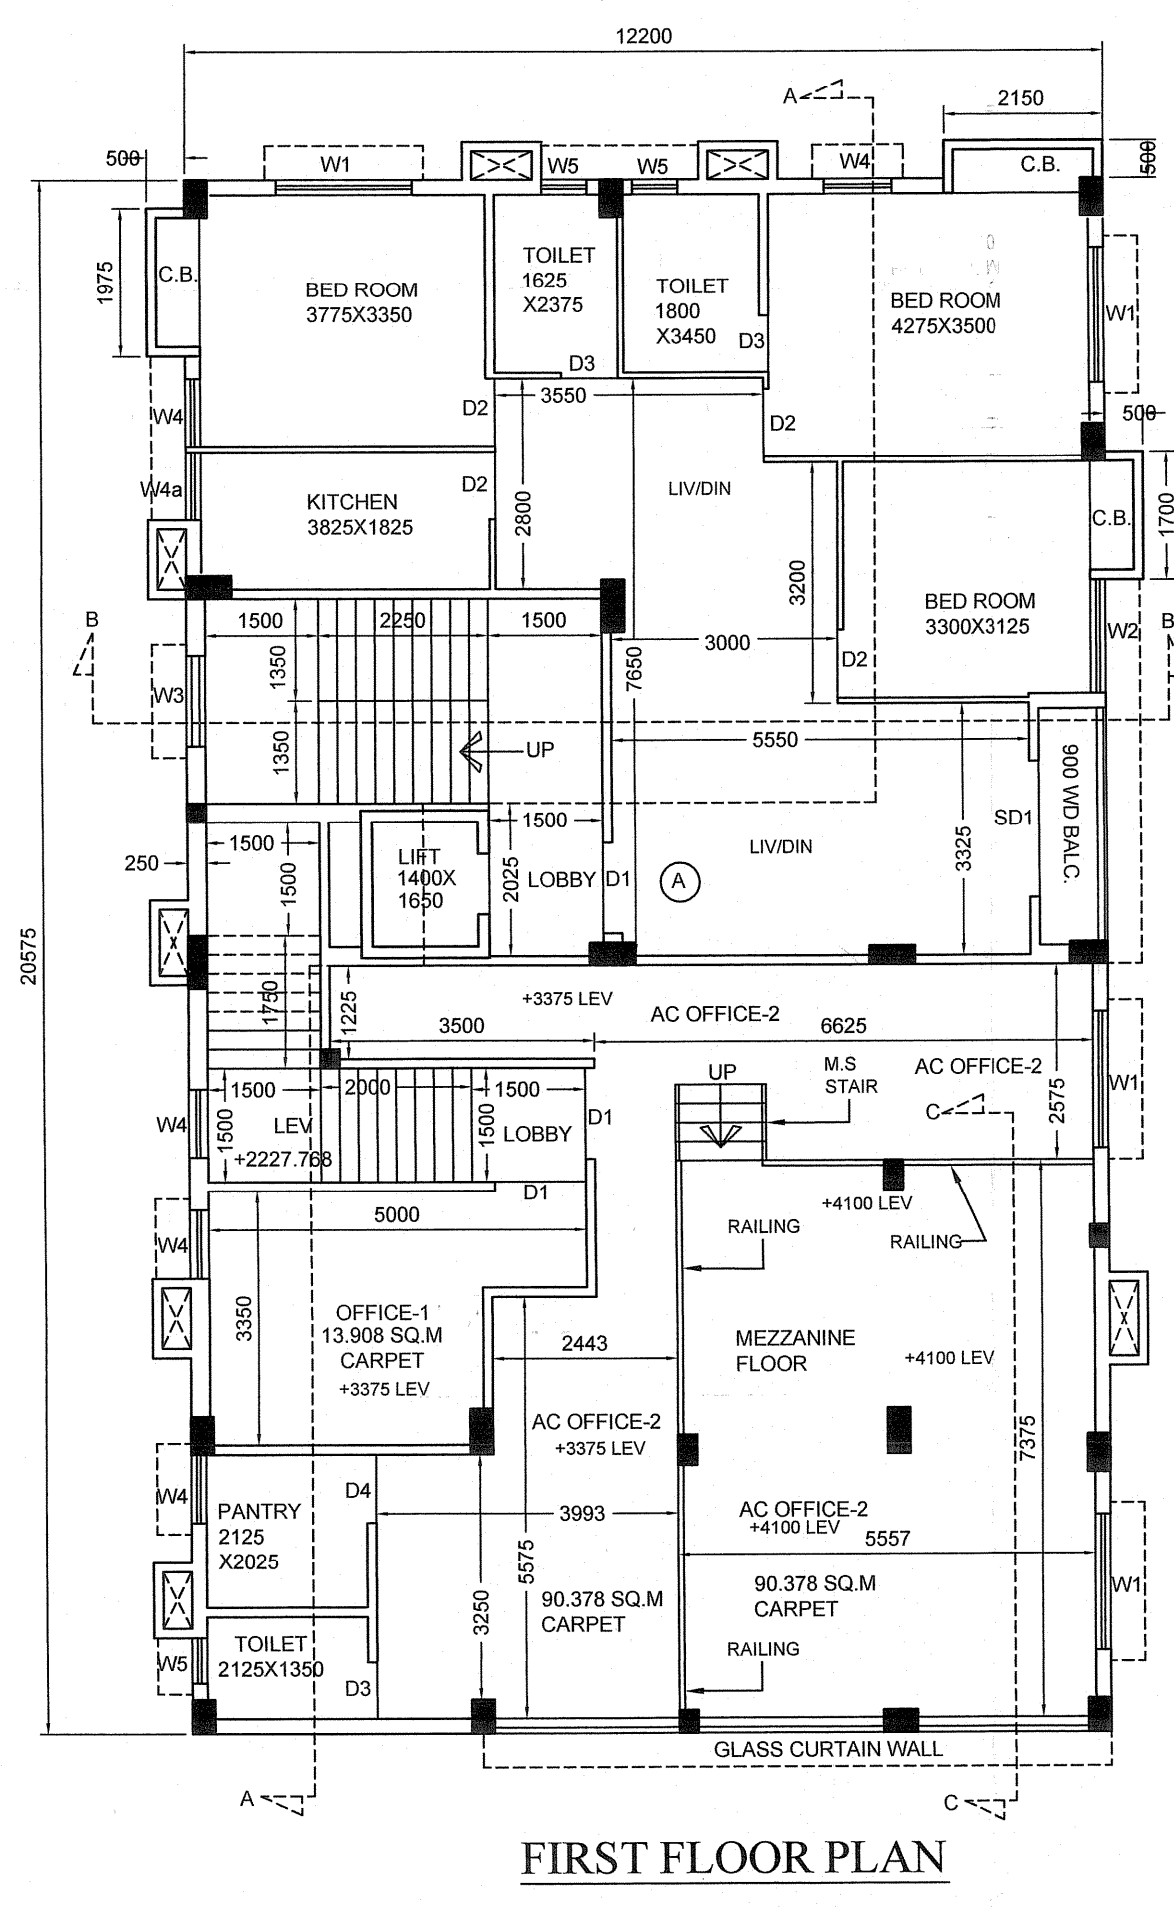 12200
A
2150
500
W1
W5
W5
W4
C.B.
500
1975
C.B.
BED ROOM
3775X3350
TOILET
1625
X2375
TOILET
1800
X3450
D3
BED ROOM
4275X3500
W1
D3
3550
W4
D2
D2
500
W4a
KITCHEN
3825X1825
D2
2800
LIV/DIN
C.B.
1700
3200
B
1500
2250
1500
BED ROOM
3300X3125
W2
B
1350
3000
D2
7650
W3
1350
UP
5550
900 WD BALC.
1500
1500
SD1
250
1500
LIFT
1400X
1650
2025
LOBBY
D1
LIV/DIN
A
3325
20575
1750
1225
+3375 LEV
AC OFFICE-2
3500
6625
UP
M.S
STAIR
AC OFFICE-2
W1
2575
1500
2000
1500
W4
1500
LEV
+2227.768
1500
LOBBY
D1
C
D1
+4100 LEV
5000
RAILING
RAILING
W4
3350
OFFICE-1
13.908 SQ.M
CARPET
+3375 LEV
2443
MEZZANINE
FLOOR
+4100 LEV
AC OFFICE-2
+3375 LEV
7375
W4
D4
PANTRY
2125
X2025
3993
AC OFFICE-2
+4100 LEV
5557
5575
3250
90.378 SQ.M
CARPET
90.378 SQ.M
CARPET
W1
TOILET
2125X1350
W5
D3
RAILING
GLASS CURTAIN WALL
A
C
FIRST FLOOR PLAN